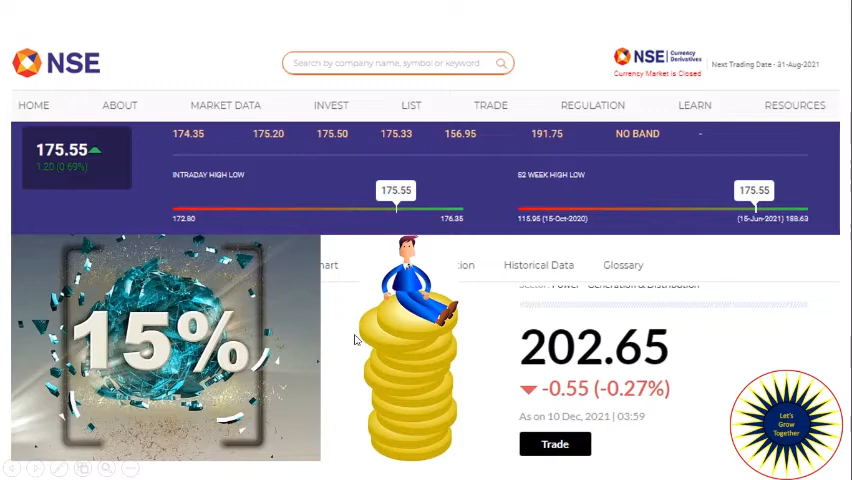 NSE
Search by company name, symbol or keyword
NSE | Currency Derivatives
Currency Market is Closed
Next Trading Date - 31-Aug-2021
HOME ABOUT MARKET DATA INVEST LIST TRADE REGULATION LEARN RESOURCES
175.55
1.20 (0.69%)
174.35 175.20 175.50 175.33 156.95 191.75 NO BAND -
INTRADAY HIGH LOW
52 WEEK HIGH LOW
175.55
175.55
172.80 176.35
115.95 (15-Oct-2020) (15-Jun-2021) 188.63
Historical Data Glossary
Sector: Power - Generation & Distribution
15%
202.65
-0.55 (-0.27%)
As on 10 Dec, 2021 | 03:59
Trade
Let's
Grow
Together